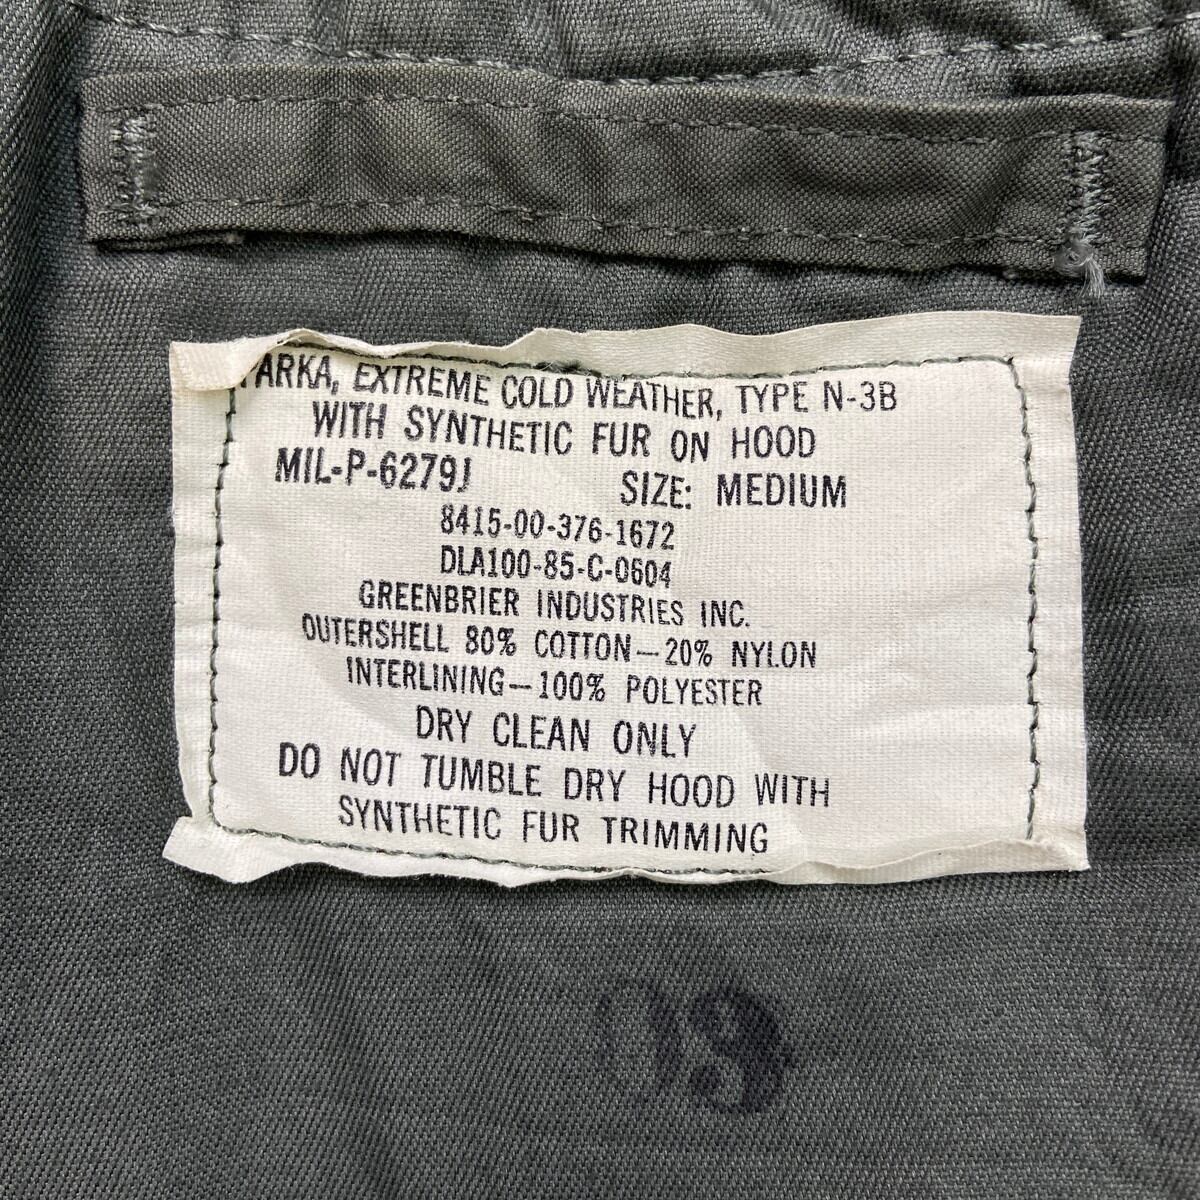 PARKA, EXTREME COLD WEATHER, TYPE N-3B
WITH SYNTHETIC FUR ON HOOD
MIL-P-6279J SIZE: MEDIUM
8415-00-376-1672
DLA100-85-C-0604
GREENBRIER INDUSTRIES INC.
OUTERSHELL 80% COTTON—20% NYLON
INTERLINING—100% POLYESTER
DRY CLEAN ONLY
DO NOT TUMBLE DRY HOOD WITH
SYNTHETIC FUR TRIMMING